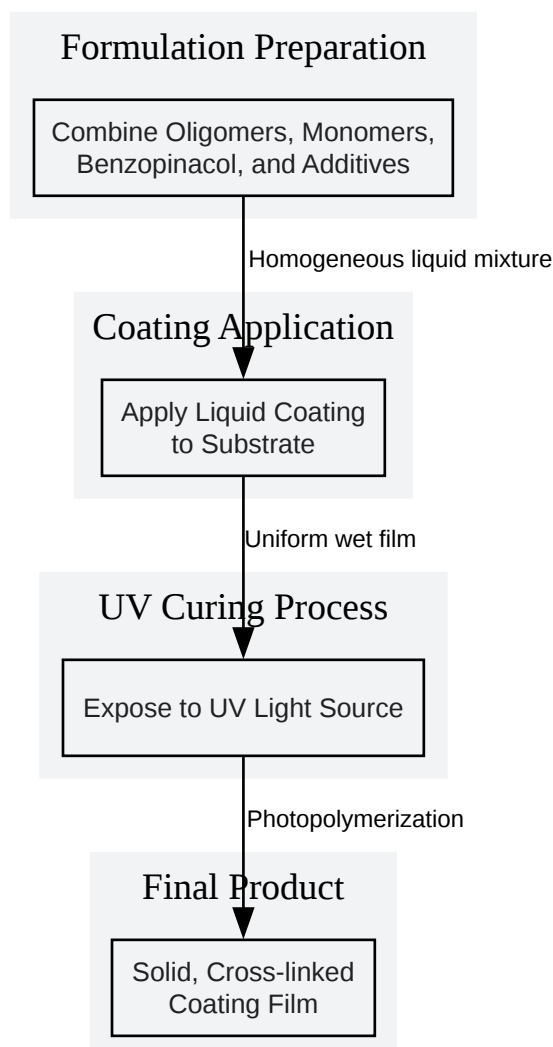 Formulation Preparation
Combine Oligomers, Monomers,
Benzopinacol, and Additives
Homogeneous liquid mixture
Coating Application
Apply Liquid Coating
to Substrate
Uniform wet film
UV Curing Process
Expose to UV Light Source
Photopolymerization
Final Product
Solid, Cross-linked
Coating Film